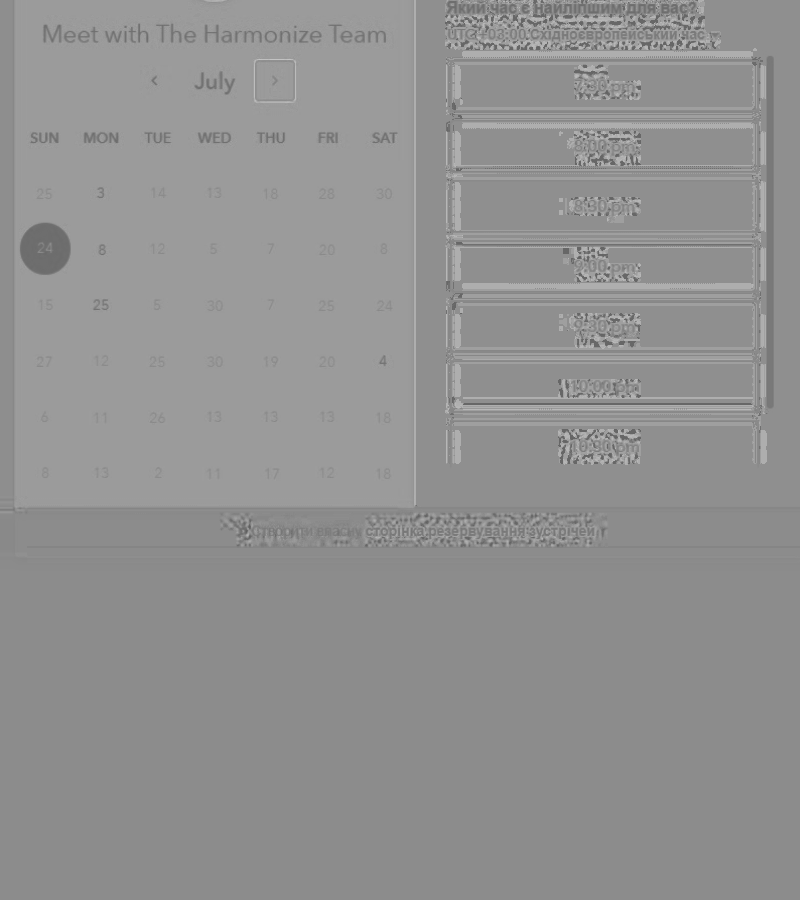 Meet with The Harmonize Team
July
SUN MON TUE WED THU FRI SAT
25 3 14 13 18 28 30
24 8 12 5 7 20 8
15 25 5 30 7 25 24
27 12 25 30 19 20 4
6 11 26 13 13 13 18
8 13 2 11 17 12 18
Який час є найліпшим для вас?
UTC +03:00 Східноєвропейський час
7:30 pm
8:00 pm
8:30 pm
9:00 pm
9:30 pm
10:00 pm
10:30 pm
Створити власну сторінка резервування зустрічей